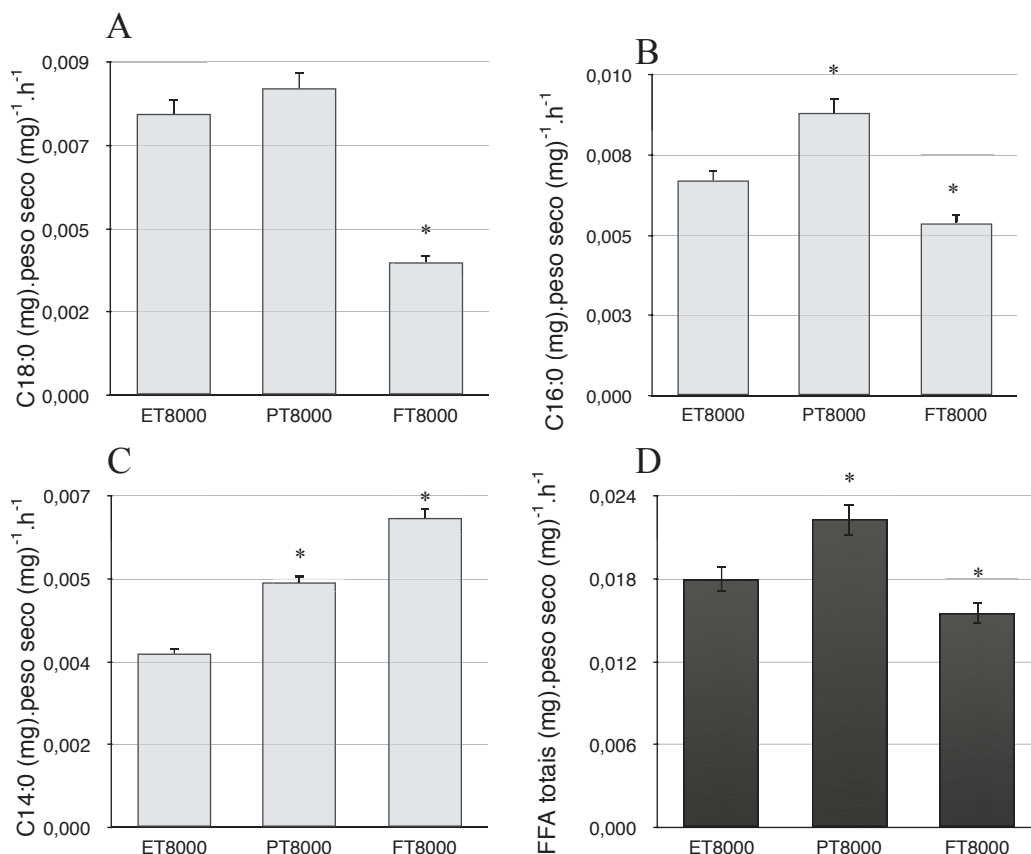 A
C18:0 (mg).peso seco (mg)⁻¹.h⁻¹
0,009
0,007
0,005
0,002
0,000
*
ET8000 PT8000 FT8000
B
C16:0 (mg).peso seco (mg)⁻¹.h⁻¹
0,010
0,008
0,005
0,003
0,000
*
*
ET8000 PT8000 FT8000
C
C14:0 (mg).peso seco (mg)⁻¹.h⁻¹
0,007
0,005
0,004
0,002
0,000
*
*
ET8000 PT8000 FT8000
D
FFA totais (mg).peso seco (mg)⁻¹.h⁻¹
0,024
0,018
0,012
0,006
0,000
*
*
ET8000 PT8000 FT8000